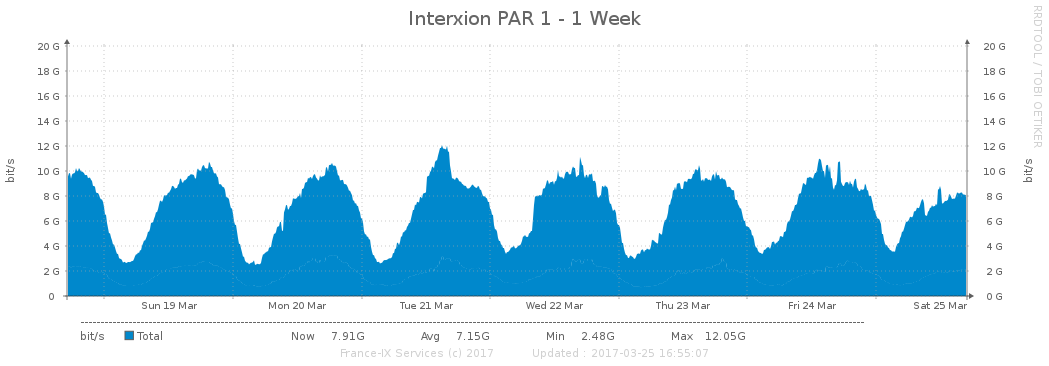 Interxion PAR 1 - 1 Week
RRDTOOL / TOBI OETIKER
bit/s
bit/s
20 G 20 G
18 G 18 G
16 G 16 G
14 G 14 G
12 G 12 G
10 G 10 G
8 G 8 G
6 G 6 G
4 G 4 G
2 G 2 G
0 0 G
Sun 19 Mar Mon 20 Mar Tue 21 Mar Wed 22 Mar Thu 23 Mar Fri 24 Mar Sat 25 Mar
bit/s Total Now 7.91G Avg 7.15G Min 2.48G Max 12.05G
France-IX Services (c) 2017 Updated : 2017-03-25 16:55:07